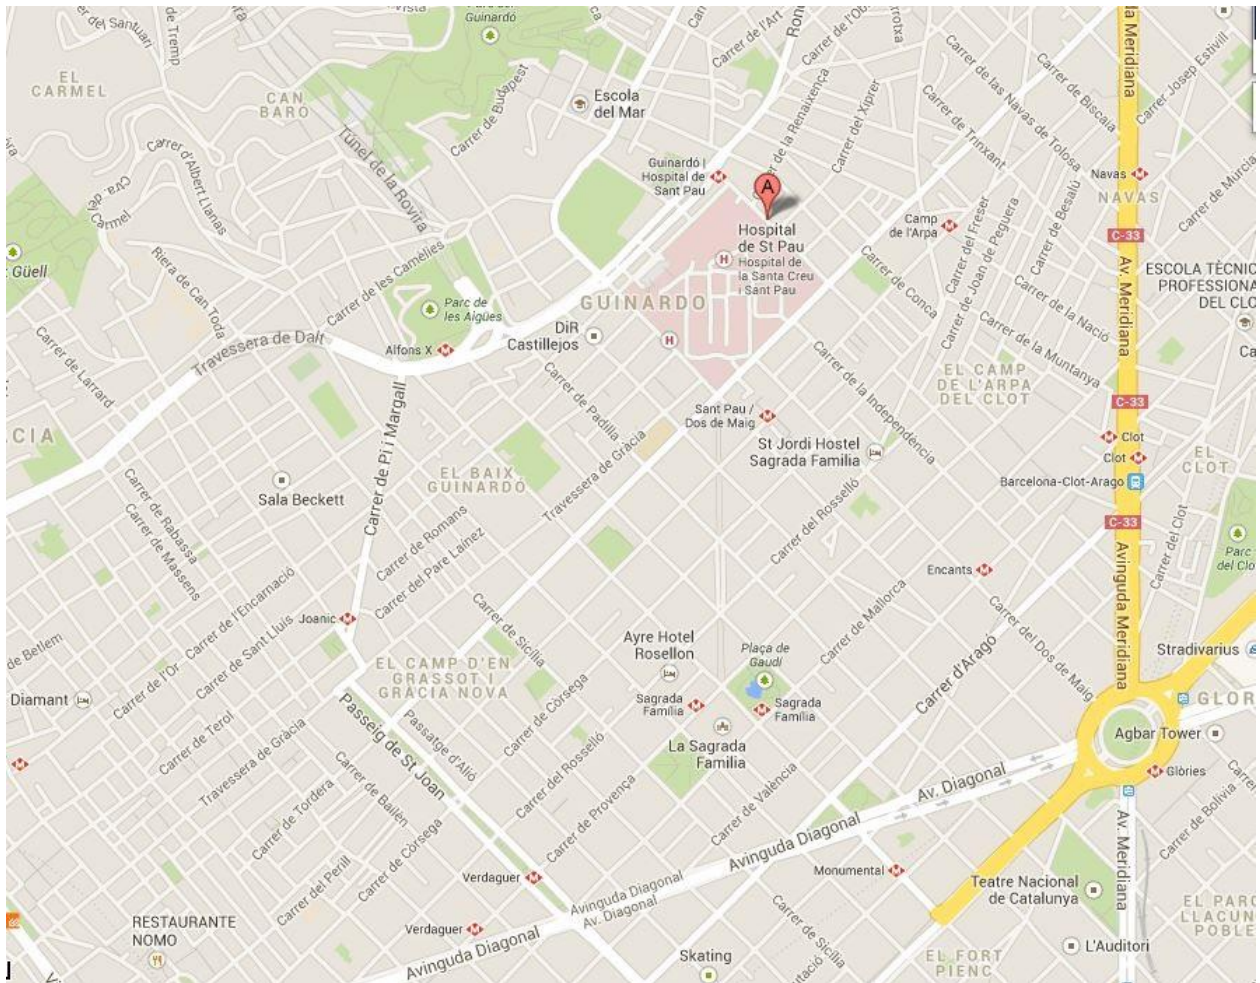 Guinardó
Carrer de l'Art
EL
CARMEL
CAN
BARÓ
Escola
del Mar
Carrer de Budapest
Carrer de la Renaixença
Carrer del Xiprer
Carrer de Trinxant
Carrer de las Navas de Tolosa
Carrer de Biscaia
Carrer Josep Estivill
Carrer de Murcia
Carrer d'Albert Llanas
Túnel de la Rovira
Guinardó |
Hospital de
Sant Pau
A
Navas
NAVAS
C-33
Av. Meridiana
Güell
Carmel
Riera de Can Toda
Carrer de les Camèlies
Hospital
de St Pau
Hospital de
la Santa Creu
i Sant Pau
H
Camp
de l'Arpa
Carrer del Freser
Carrer de Joan de Peguera
Carrer de Besalú
ESCOLA TÈCNIC
PROFESSIONA
DEL CLO
Carrer de Conca
Carrer de la Nació
Carrer de la Muntanya
Parc de
les Aigües
GUINARDÓ
DiR
Castillejos
H
Alfons X
Travessera de Dalt
Carrer de Larrard
EL CAMP
DE L'ARPA
DEL CLOT
C-33
Carrer de Padilla
Carrer de la Independència
Sant Pau /
Dos de Maig
St Jordi Hostel
Sagrada Familia
Clot
Clot
EL
CLOT
Barcelona-Clot-Arago
CIA
Carrer de Pi i Margall
EL BAIX
GUINARDÓ
Travessera de Gràcia
Sala Beckett
Carrer de Rabassa
Carrer de Massens
Carrer de Romans
Carrer del Pare Laínez
Carrer del Rosselló
C-33
Carrer del Clot
Parc
del Clo
Avinguda Meridiana
Encants
Carrer de l'Encarnació
Carrer de Sant Lluís
Joanic
Carrer de Sicília
Carrer de Mallorca
Carrer del Dos de Maig
de Betlem
Carrer de l'Or
Ayre Hotel
Rosellon
Plaça de
Gaudí
Carrer d'Aragó
Stradivarius
EL CAMP D'EN
GRASSOT I
GRÀCIA NOVA
Diamant
Sagrada
Família
Sagrada
Família
GLOR
Carrer de Còrsega
Passeig de St Joan
Passatge d'Alió
La Sagrada
Família
Agbar Tower
Carrer de Terol
Travessera de Gràcia
Carrer del Rosselló
Glòries
Av. Diagonal
Carrer de Bailèn
Carrer de Tordera
Carrer de Provença
Carrer de València
Carrer de Bolívia
Av. Meridiana
Avinguda Diagonal
Carrer de Còrsega
Carrer del Perill
Verdaguer
Monumental
Teatre Nacional
de Catalunya
Avinguda Diagonal
Av. Diagonal
Carrer de Sicília
RESTAURANTE
NOMO
Verdaguer
Avinguda Diagonal
EL PARC
LLACUN
POBLE
L'Auditori
Skating
EL FORT
PIENC